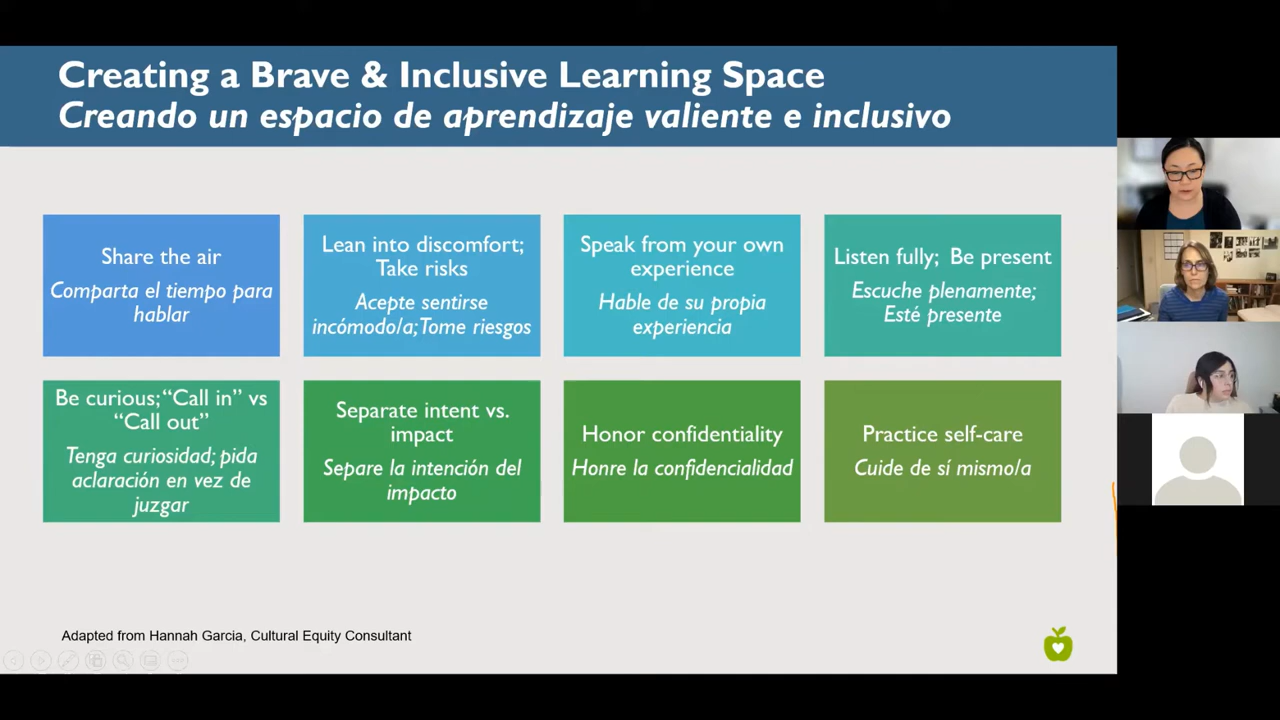 Creating a Brave & Inclusive Learning Space
Creando un espacio de aprendizaje valiente e inclusivo
Share the air
Comparta el tiempo para
hablar
Lean into discomfort;
Take risks
Acepte sentirse
incómodo/a;Tome riesgos
Speak from your own
experience
Hable de su propia
experiencia
Listen fully; Be present
Escuche plenamente;
Esté presente
Be curious; “Call in” vs
“Call out”
Tenga curiosidad; pida
aclaración en vez de
juzgar
Separate intent vs.
impact
Separe la intención del
impacto
Honor confidentiality
Honre la confidencialidad
Practice self-care
Cuide de sí mismo/a
Adapted from Hannah Garcia, Cultural Equity Consultant